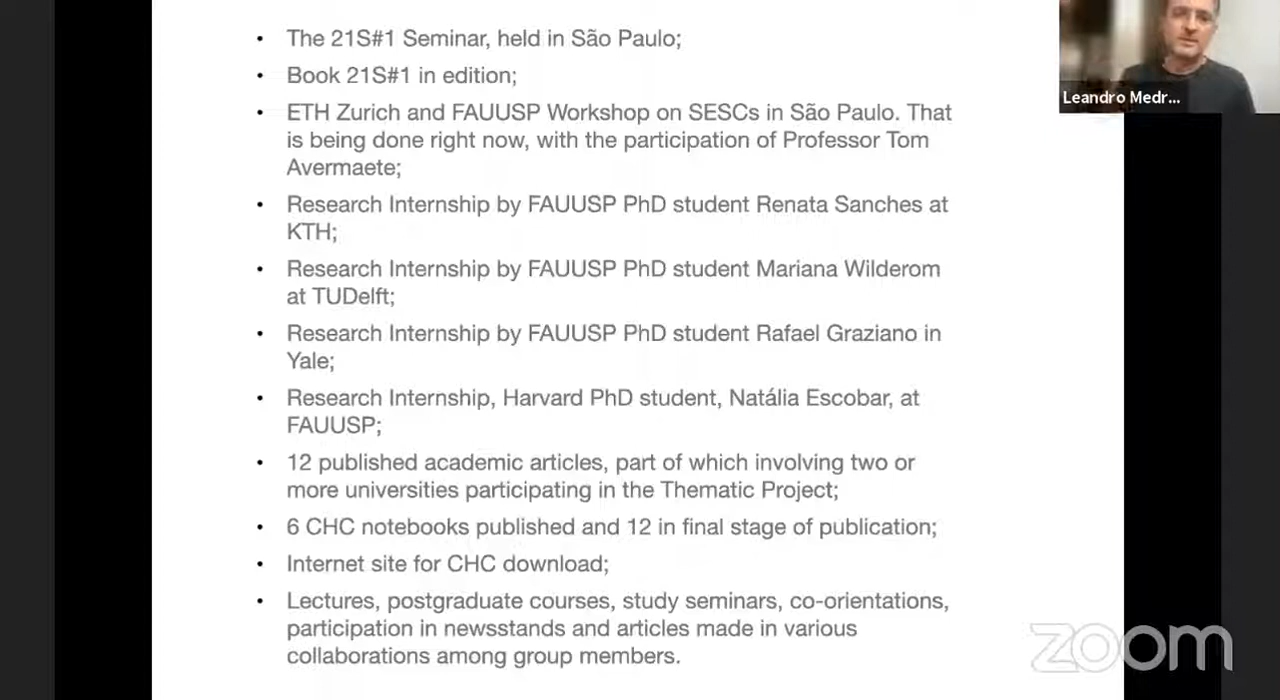 • The 21S#1 Seminar, held in São Paulo;
• Book 21S#1 in edition;
• ETH Zurich and FAUUSP Workshop on SESCs in São Paulo. That
is being done right now, with the participation of Professor Tom
Avermaete;
• Research Internship by FAUUSP PhD student Renata Sanches at
KTH;
• Research Internship by FAUUSP PhD student Mariana Wilderom
at TUDelft;
• Research Internship by FAUUSP PhD student Rafael Graziano in
Yale;
• Research Internship, Harvard PhD student, Natália Escobar, at
FAUUSP;
• 12 published academic articles, part of which involving two or
more universities participating in the Thematic Project;
• 6 CHC notebooks published and 12 in final stage of publication;
• Internet site for CHC download;
• Lectures, postgraduate courses, study seminars, co-orientations,
participation in newsstands and articles made in various
collaborations among group members.
Leandro Medr...
zoom